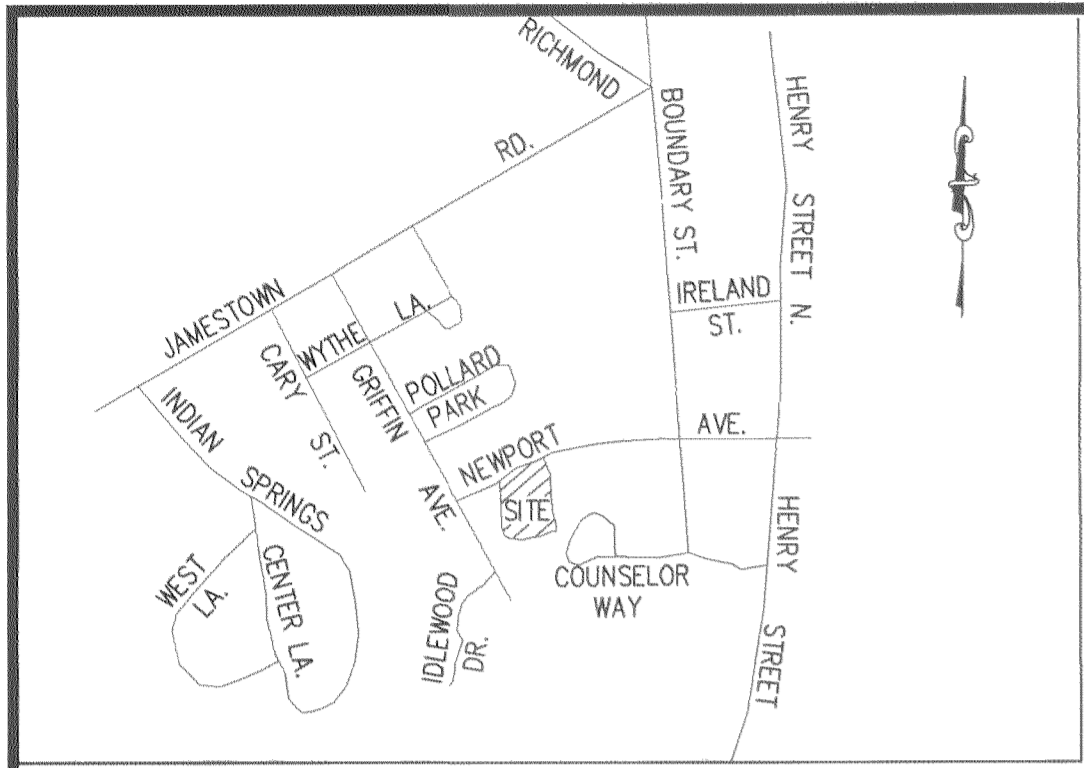 RICHMOND
RD.
BOUNDARY ST.
HENRY STREET N.
IRELAND
ST.
JAMESTOWN
WYTHE LA.
CARY ST.
GRIFFIN AVE.
POLLARD
PARK
INDIAN SPRINGS
NEWPORT AVE.
SITE
HENRY STREET
COUNSELOR
WAY
WEST
LA.
CENTER LA.
IDLEWOOD
DR.